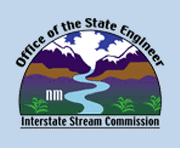 Office of the State Engineer
nm
Interstate Stream Commission